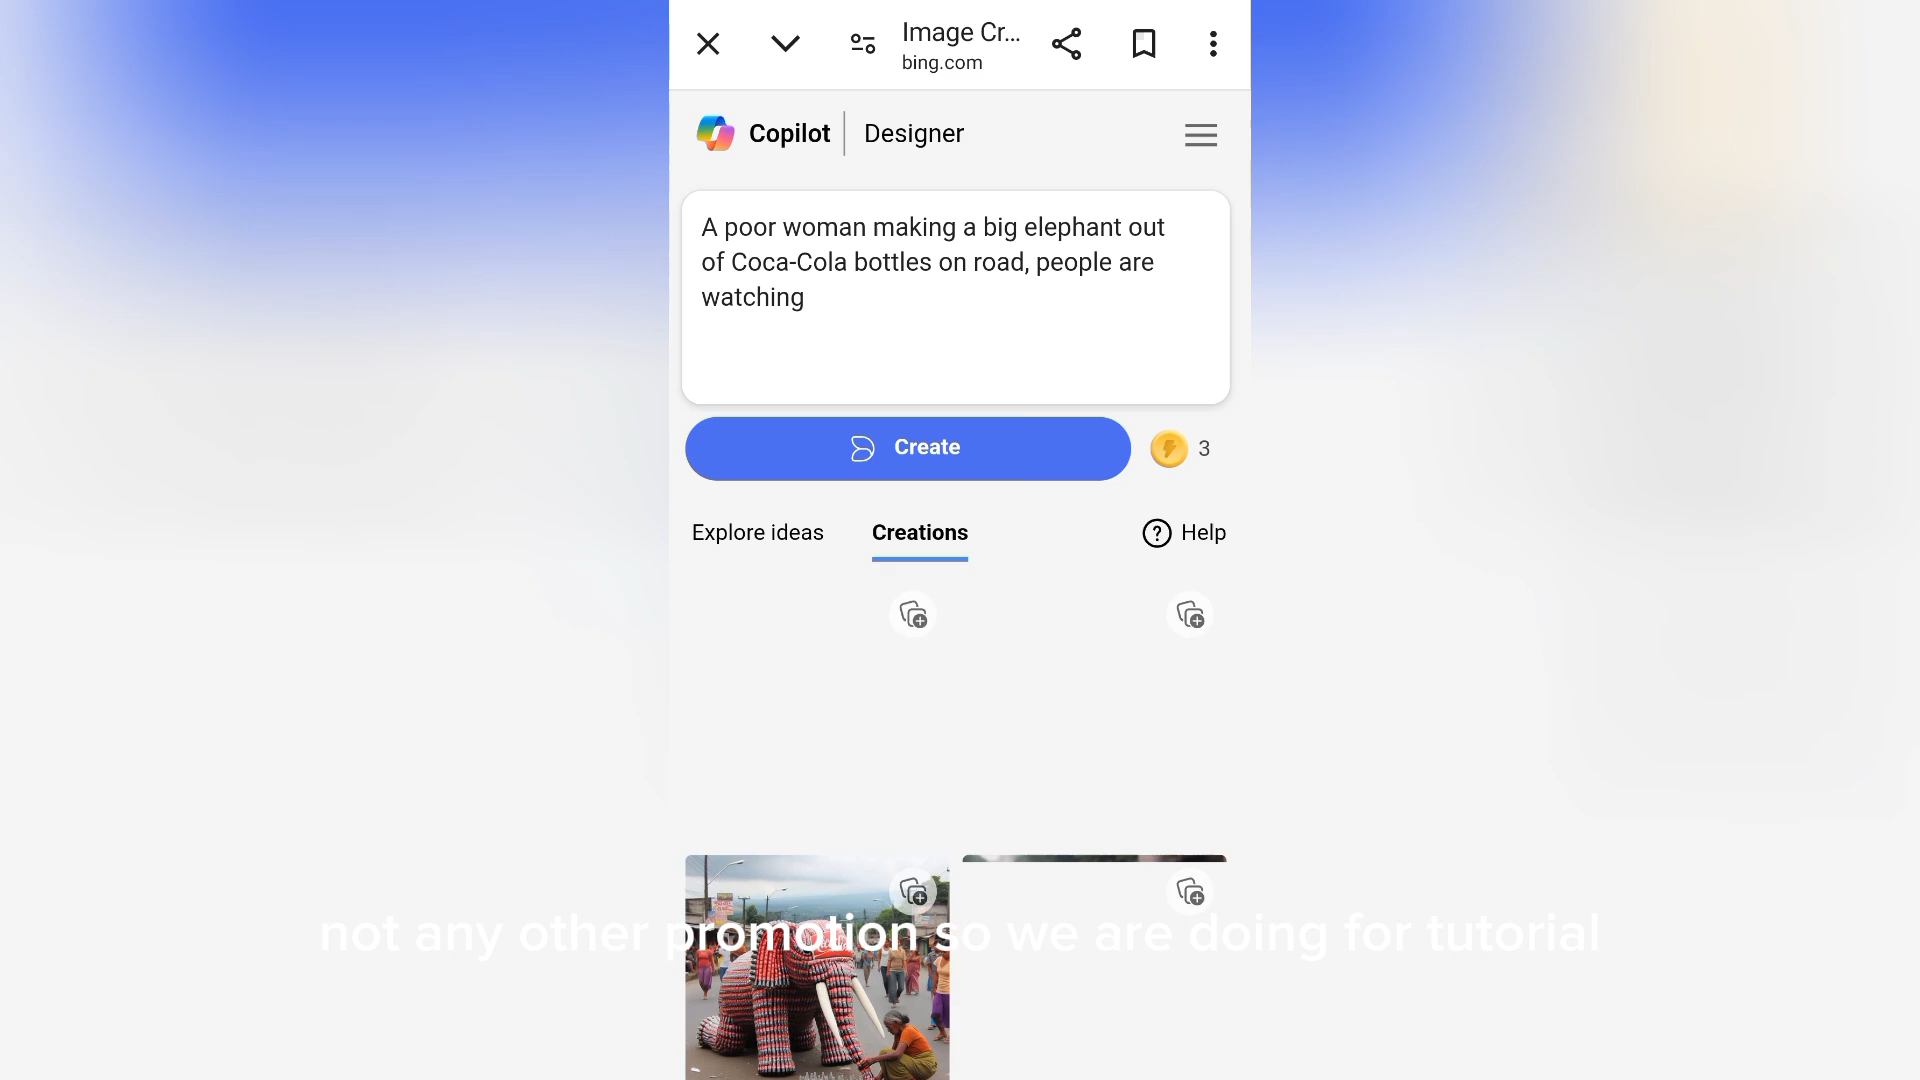 Image Cr...
bing.com
Copilot | Designer
A poor woman making a big elephant out
of Coca-Cola bottles on road, people are
watching
Create
3
Explore ideas
Creations
Help
not any other promotion so we are doing for tutorial